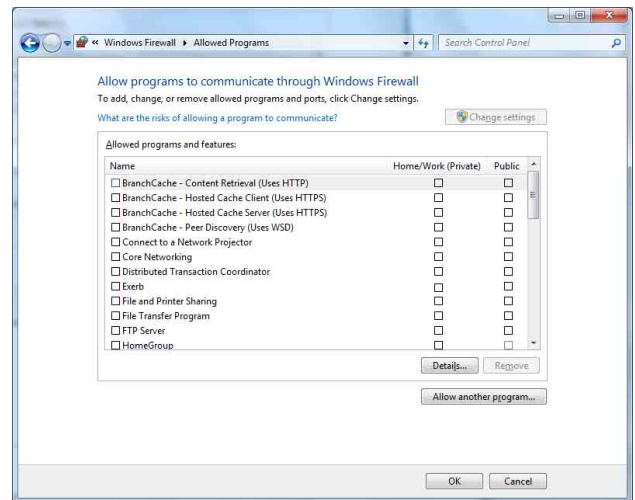 « Windows Firewall ▸ Allowed Programs
Search Control Panel
Allow programs to communicate through Windows Firewall
To add, change, or remove allowed programs and ports, click Change settings.
What are the risks of allowing a program to communicate?
Change settings
Allowed programs and features:
Name Home/Work (Private) Public
BranchCache - Content Retrieval (Uses HTTP)
BranchCache - Hosted Cache Client (Uses HTTPS)
BranchCache - Hosted Cache Server (Uses HTTPS)
BranchCache - Peer Discovery (Uses WSD)
Connect to a Network Projector
Core Networking
Distributed Transaction Coordinator
Exerb
File and Printer Sharing
File Transfer Program
FTP Server
HomeGroup
Details... Remove
Allow another program...
OK Cancel